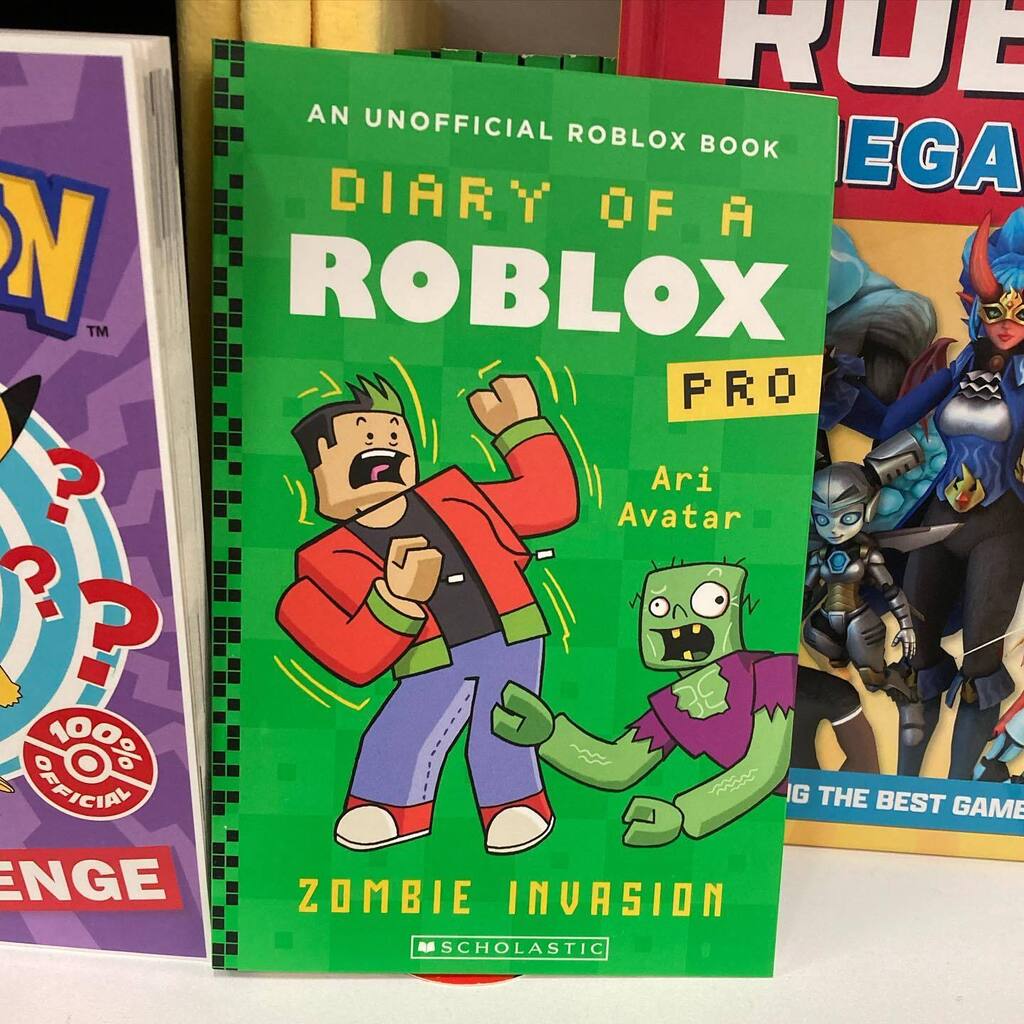 AN UNOFFICIAL ROBLOX BOOK
DIARY OF A
ROBLOX
PRO
Ari
Avatar
ZOMBIE INVASION
SCHOLASTIC
ON
TM
?
?
?
100%
OFFICIAL
ENGE
EGA
G THE BEST GAME